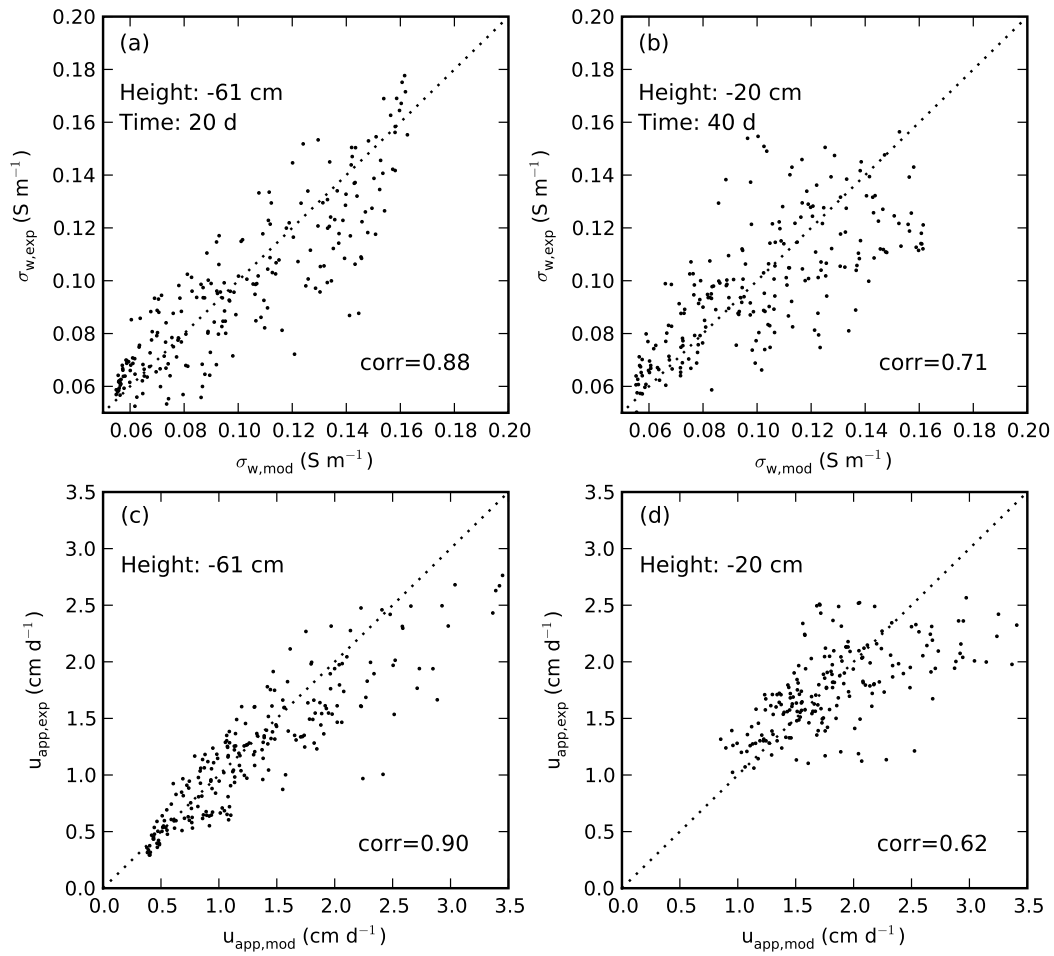 0.20
0.18
0.16
0.14
0.12
0.10
0.08
0.06
σw,exp (S m−1)
(a)
Height: -61 cm
Time: 20 d
corr=0.88
0.06 0.08 0.10 0.12 0.14 0.16 0.18 0.20
σw,mod (S m−1)
0.20
0.18
0.16
0.14
0.12
0.10
0.08
0.06
σw,exp (S m−1)
(b)
Height: -20 cm
Time: 40 d
corr=0.71
0.06 0.08 0.10 0.12 0.14 0.16 0.18 0.20
σw,mod (S m−1)
3.5
3.0
2.5
2.0
1.5
1.0
0.5
0.0
uapp,exp (cm d−1)
(c)
Height: -61 cm
corr=0.90
0.0 0.5 1.0 1.5 2.0 2.5 3.0 3.5
uapp,mod (cm d−1)
3.5
3.0
2.5
2.0
1.5
1.0
0.5
0.0
uapp,exp (cm d−1)
(d)
Height: -20 cm
corr=0.62
0.0 0.5 1.0 1.5 2.0 2.5 3.0 3.5
uapp,mod (cm d−1)